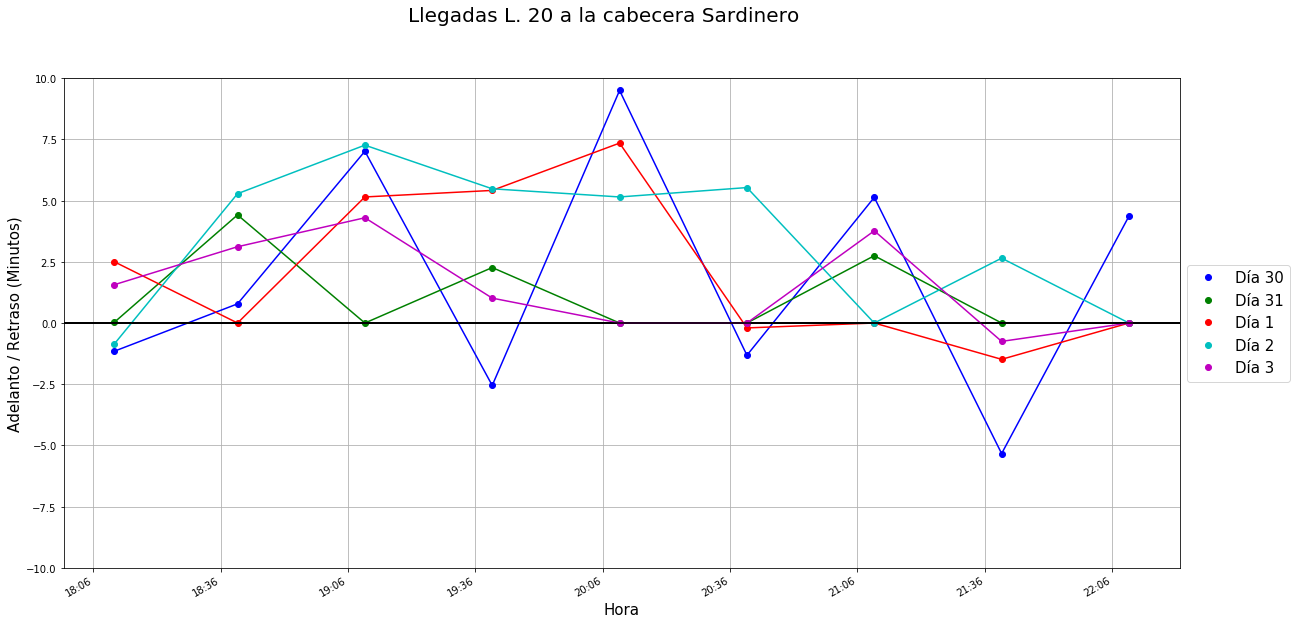 Llegadas L. 20 a la cabecera Sardinero
Adelanto / Retraso (Minutos)
10.0
7.5
5.0
2.5
0.0
−2.5
−5.0
−7.5
−10.0
18:06
18:36
19:06
19:36
20:06
20:36
21:06
21:36
22:06
Hora
Día 30
Día 31
Día 1
Día 2
Día 3